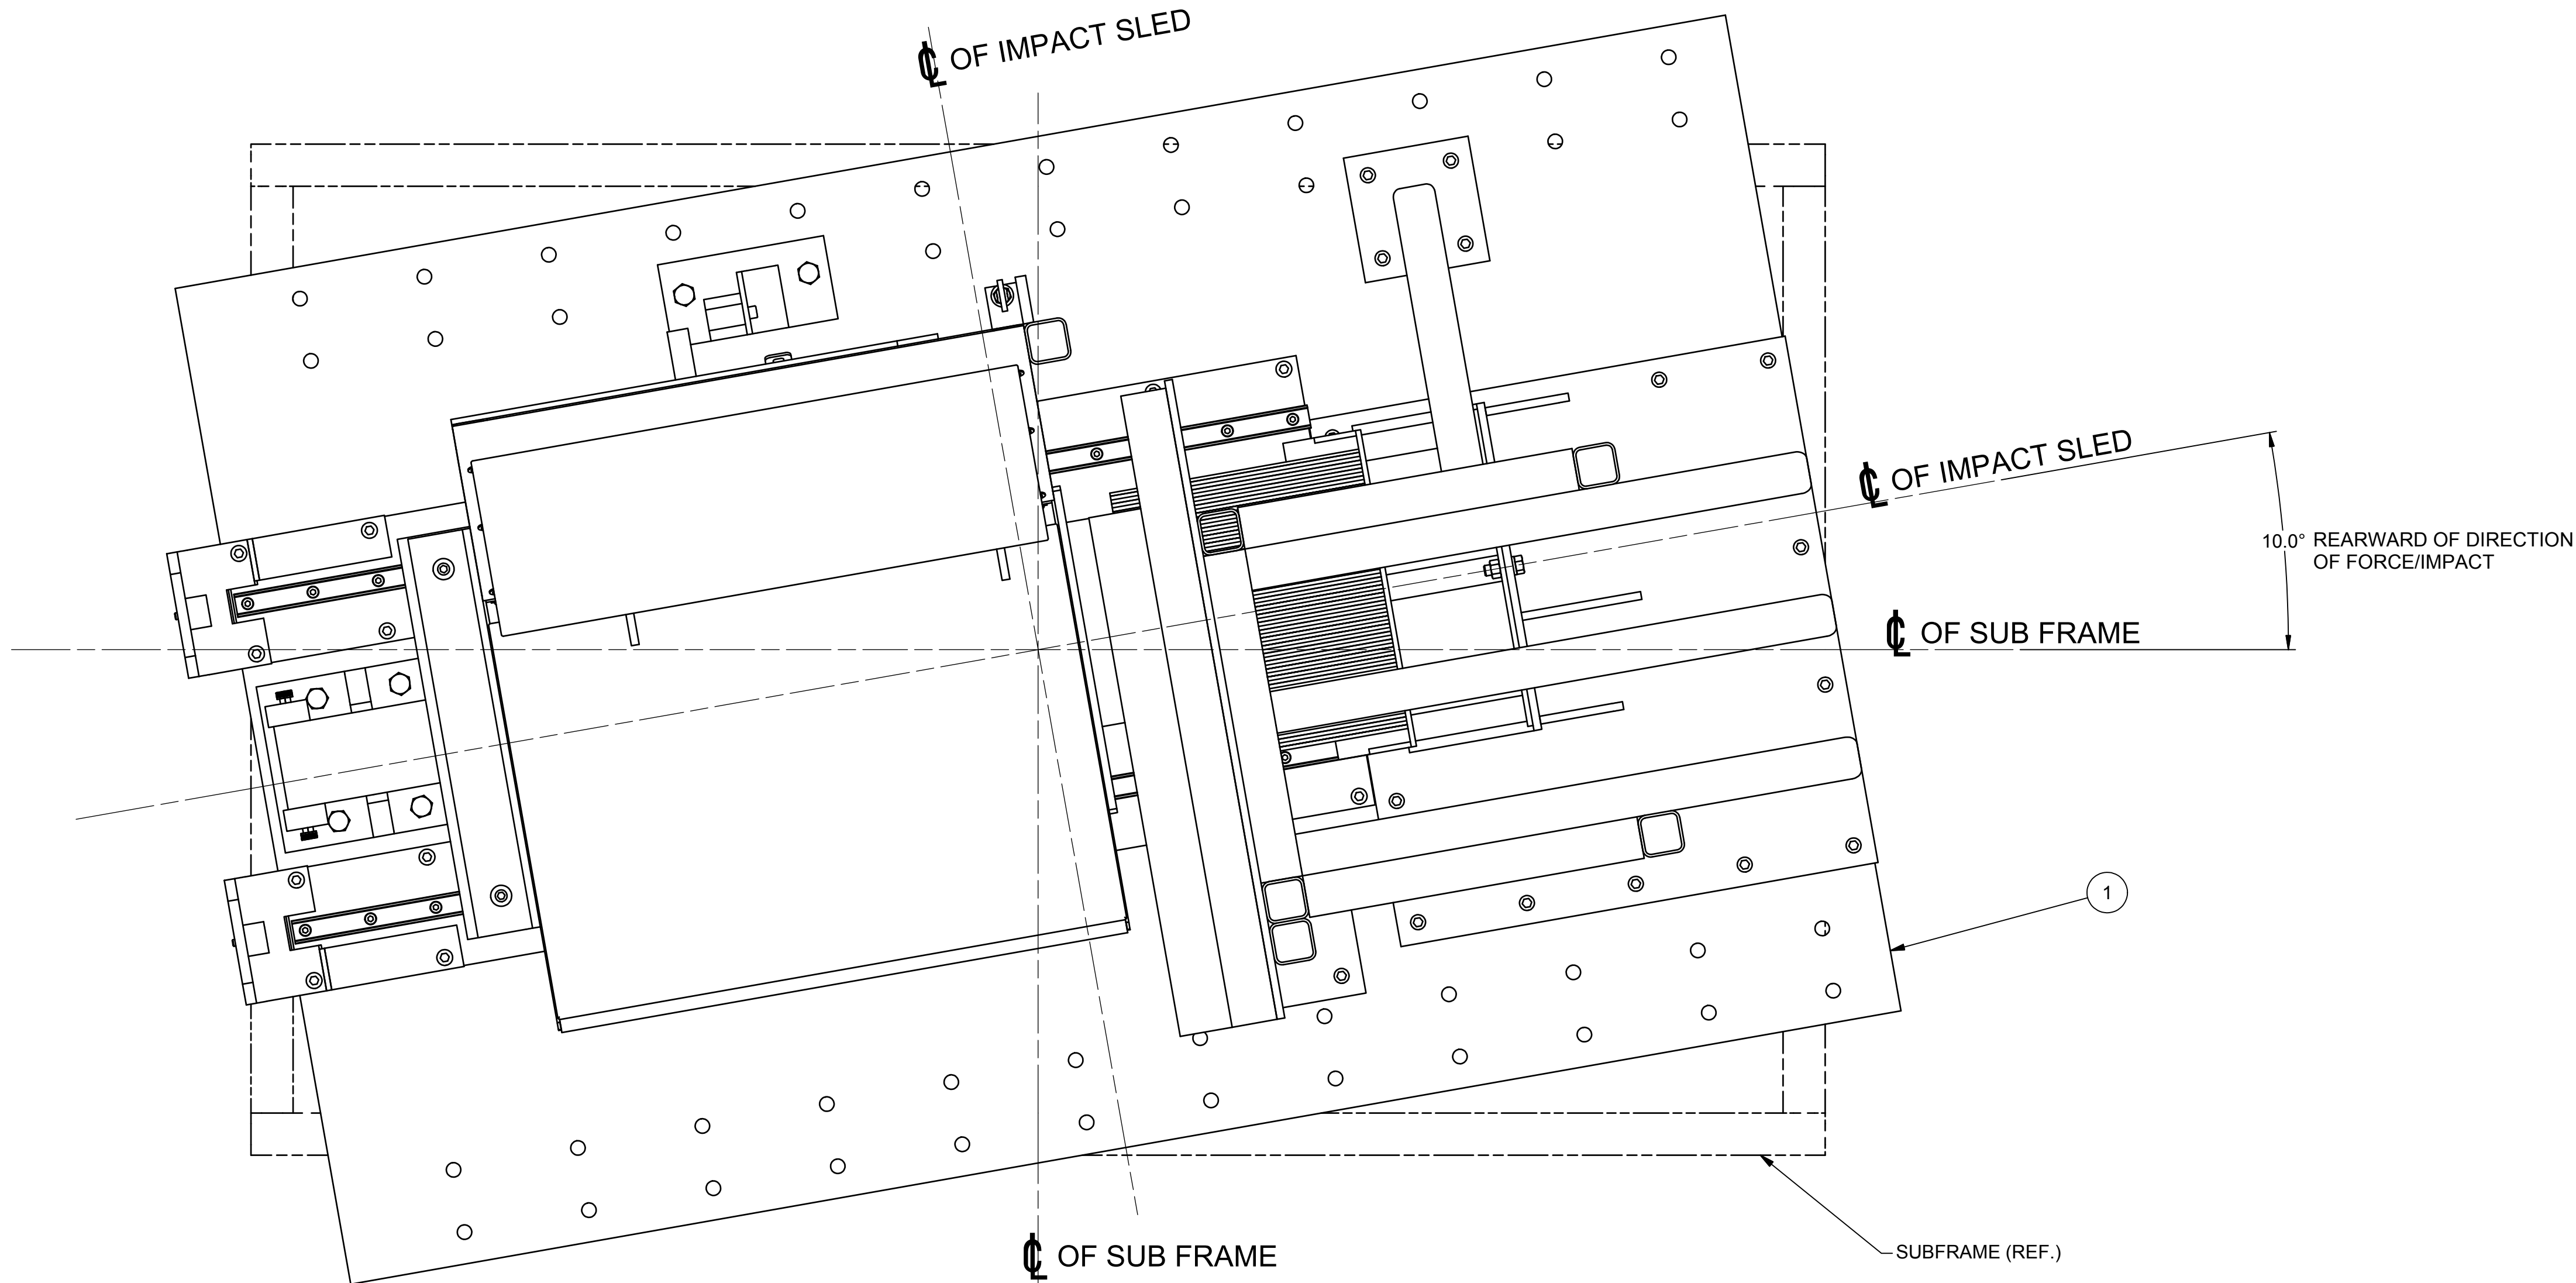 ℄ OF IMPACT SLED
℄ OF IMPACT SLED
10.0° REARWARD OF DIRECTION
OF FORCE/IMPACT
℄ OF SUB FRAME
1
℄ OF SUB FRAME
SUBFRAME (REF.)